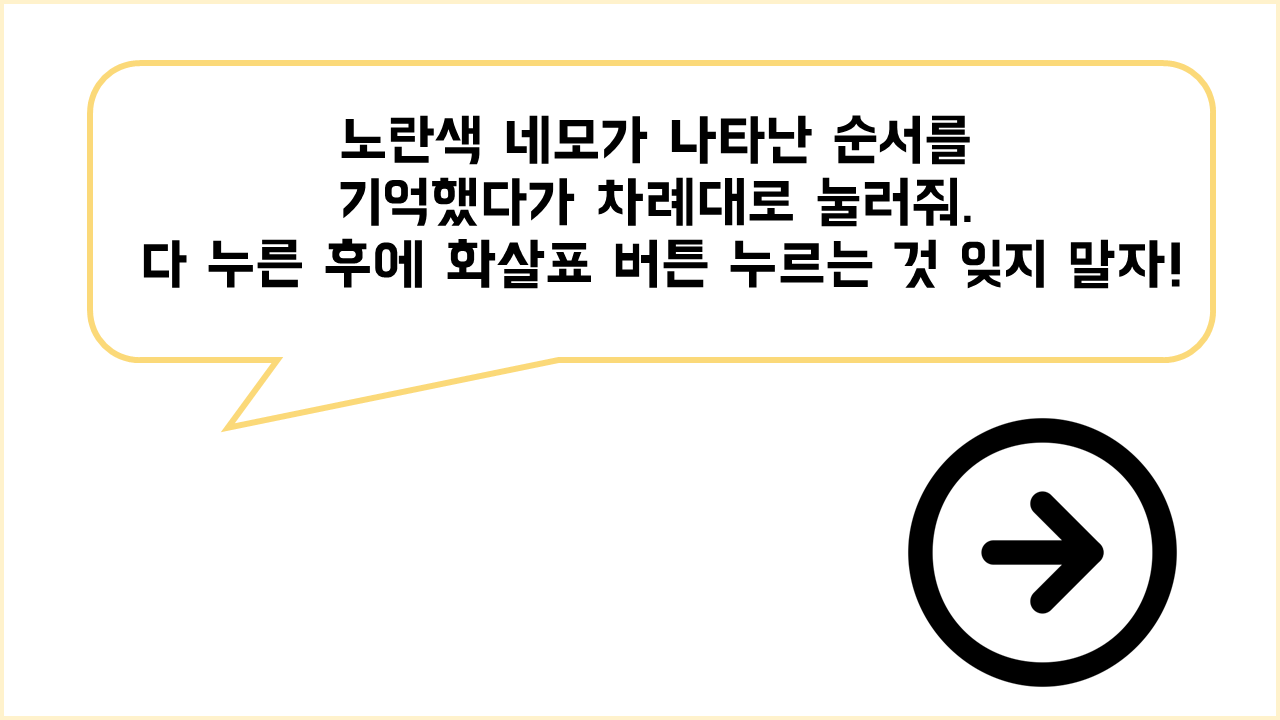 노란색 네모가 나타난 순서를
기억했다가 차례대로 눌러줘.
다 누른 후에 화살표 버튼 누르는 것 잊지 말자!